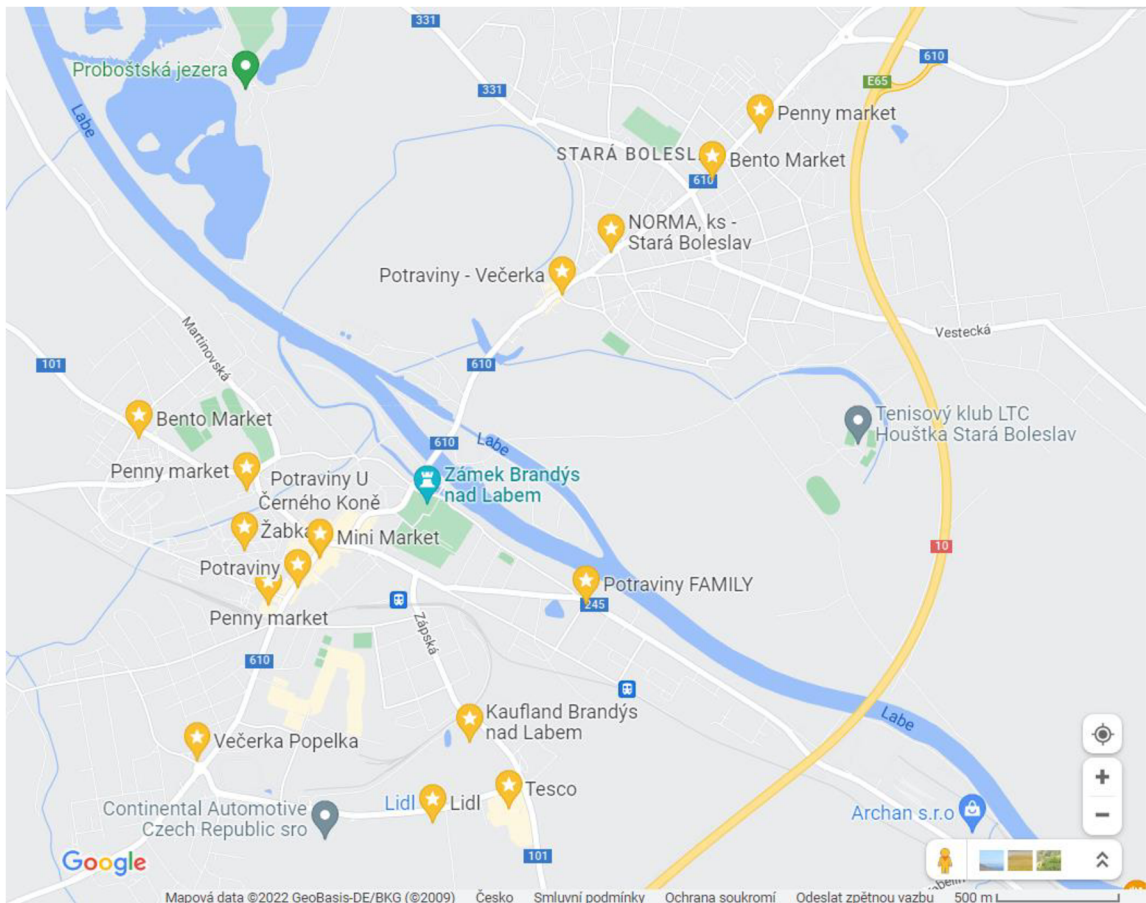 331
610
Proboštská jezera
E65
331
Penny market
Labe
STARÁ BOLESL
Bento Market
610
NORMA, ks -
Stará Boleslav
Potraviny - Večerka
Martinovská
Vestecká
101
610
Bento Market
Tenisový klub LTC
Houštka Stará Boleslav
610
Labe
Penny market
Potraviny U
Černého Koně
Zámek Brandýs
nad Labem
Žabka
Mini Market
10
Potraviny
Potraviny FAMILY
245
Penny market
Zápská
610
Kaufland Brandýs
nad Labem
Labe
Večerka Popelka
Tesco
Lidl
Lidl
Continental Automotive
Czech Republic sro
Archan s.r.o
101
Google
Mapová data ©2022 GeoBasis-DE/BKG (©2009) Česko Smluvní podmínky Ochrana soukromí Odeslat zpětnou vazbu 500 m